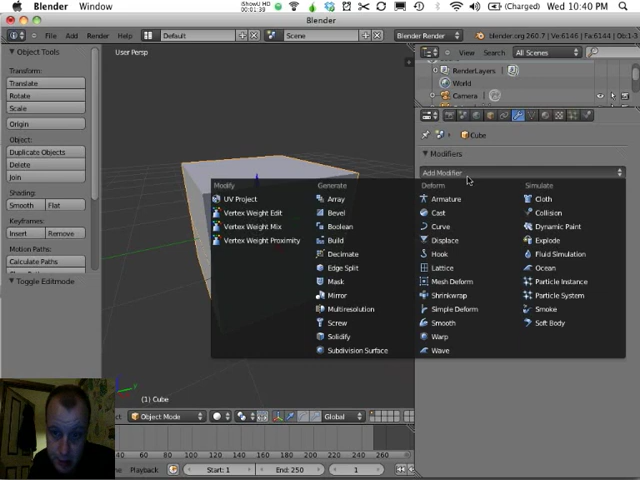 Blender Window iShowU HD 00:01:39 (Charged) Wed 10:40 PM
Blender
File Add Render Help Default Scene Blender Render blender.org 260.7 Ve:6146 | Fa:6144 | Ob:1-3
Object Tools
Transform:
Translate
Rotate
Scale
Origin
Object:
Duplicate Objects
Delete
Join
Shading:
Smooth Flat
Keyframes:
Insert Remove
Motion Paths:
Calculate Paths
Toggle Editmode
User Persp
(1) Cube
View Search All Scenes
RenderLayers
World
Camera
Cube
Modifiers
Add Modifier
Modify Generate Deform Simulate
UV Project Array Armature Cloth
Vertex Weight Edit Bevel Cast Collision
Vertex Weight Mix Boolean Curve Dynamic Paint
Vertex Weight Proximity Build Displace Explode
Decimate Hook Fluid Simulation
Edge Split Lattice Ocean
Mask Mesh Deform Particle Instance
Mirror Shrinkwrap Particle System
Multiresolution Simple Deform Smoke
Screw Smooth Soft Body
Solidify Warp
Subdivision Surface Wave
Object Mode Global
40 60 80 100 120 140 160 180 200 220 240 260
Playback Start: 1 End: 250 1